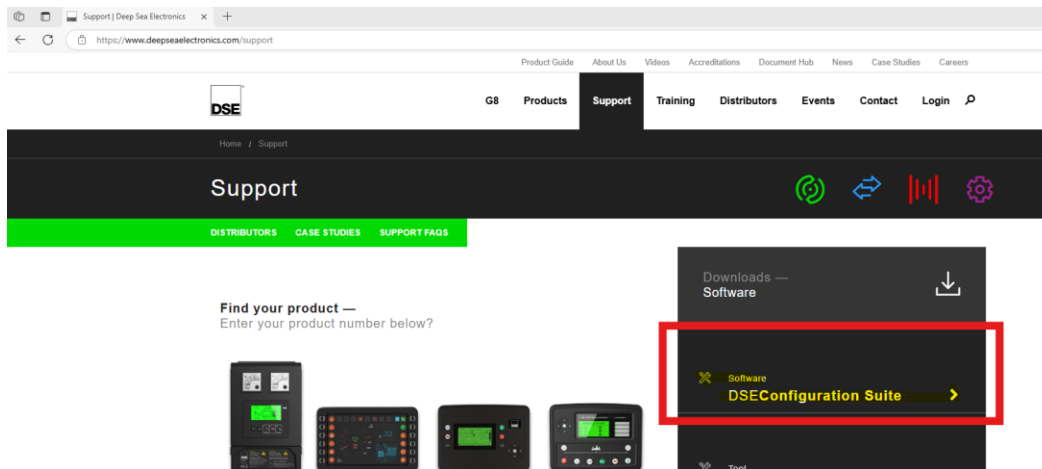 Support | Deep Sea Electronics
https://www.deepseaelectronics.com/support
Product Guide About Us Videos Accreditations Document Hub News Case Studies Careers
DSE
G8 Products Support Training Distributors Events Contact Login
Home / Support
Support
DISTRIBUTORS CASE STUDIES SUPPORT FAQS
Downloads —
Software
Find your product —
Enter your product number below?
Software
DSEConfiguration Suite
Tool